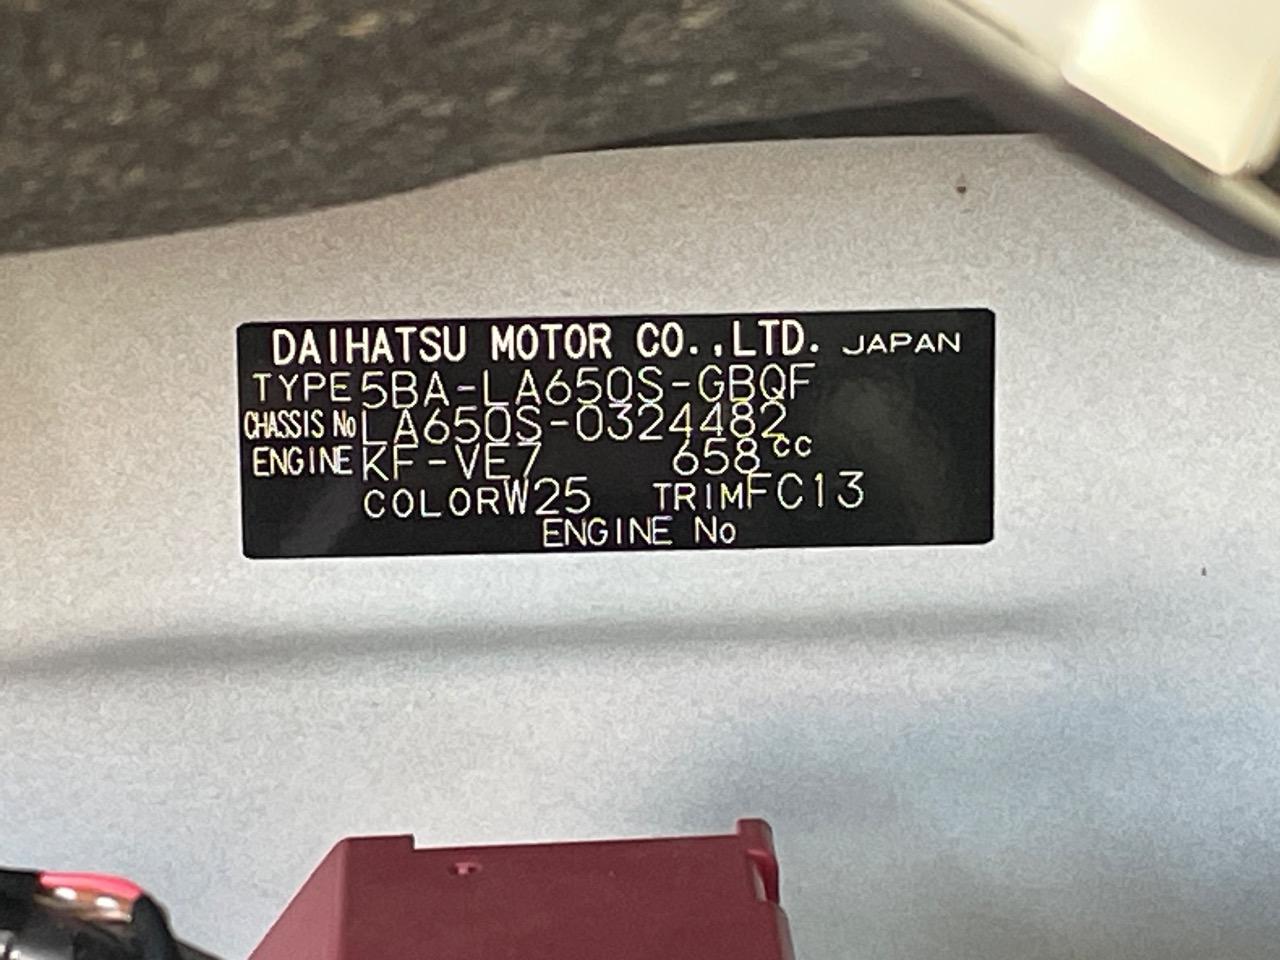 DAIHATSU MOTOR CO.,LTD. JAPAN
TYPE 5BA-LA650S-GBQF
CHASSIS No LA650S-0324482
ENGINE KF-VE7 658cc
COLOR W25 TRIM FC13
ENGINE No